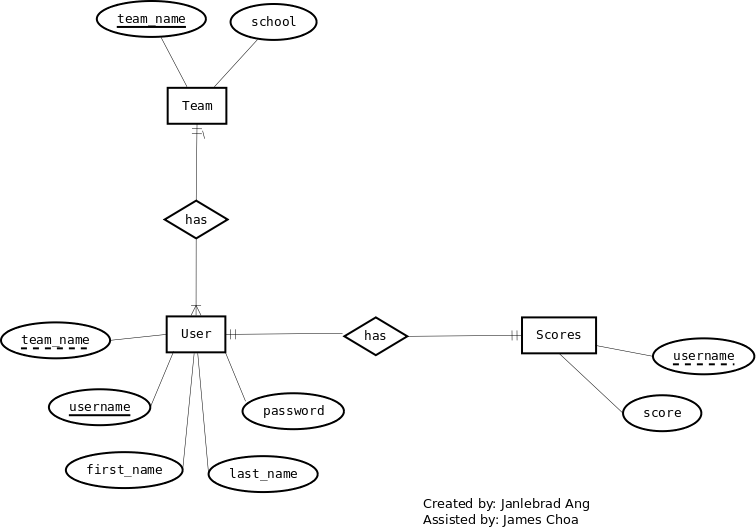 team_name
school
Team
has
User
has
Scores
team_name
username
username
password
score
first_name
last_name
Created by: Janlebrad Ang
Assisted by: James Choa